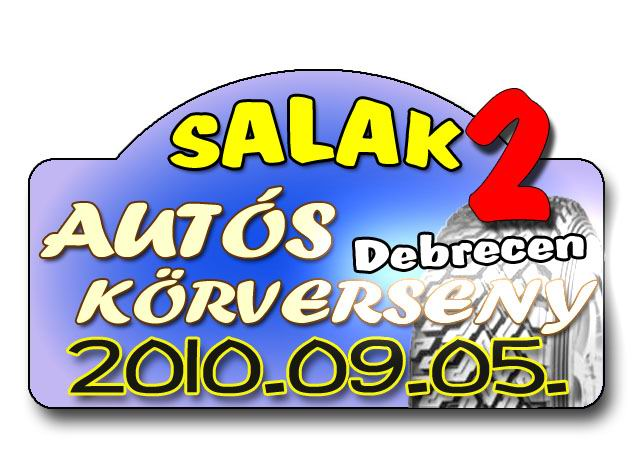 SALAK 2
AUTÓS
Debrecen
KÖRVERSENY
2010.09.05.